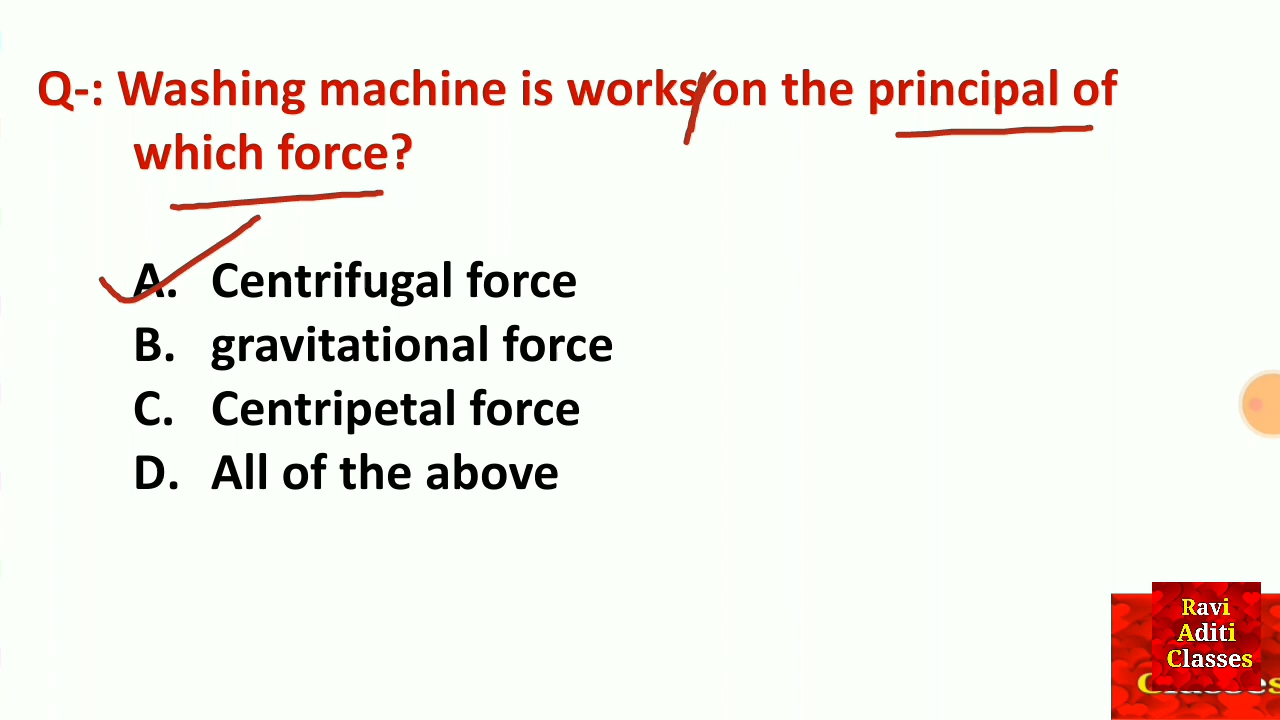 Q-: Washing machine is works on the principal of
which force?
A. Centrifugal force
B. gravitational force
C. Centripetal force
D. All of the above
Ravi
Aditi
Classes
Classes